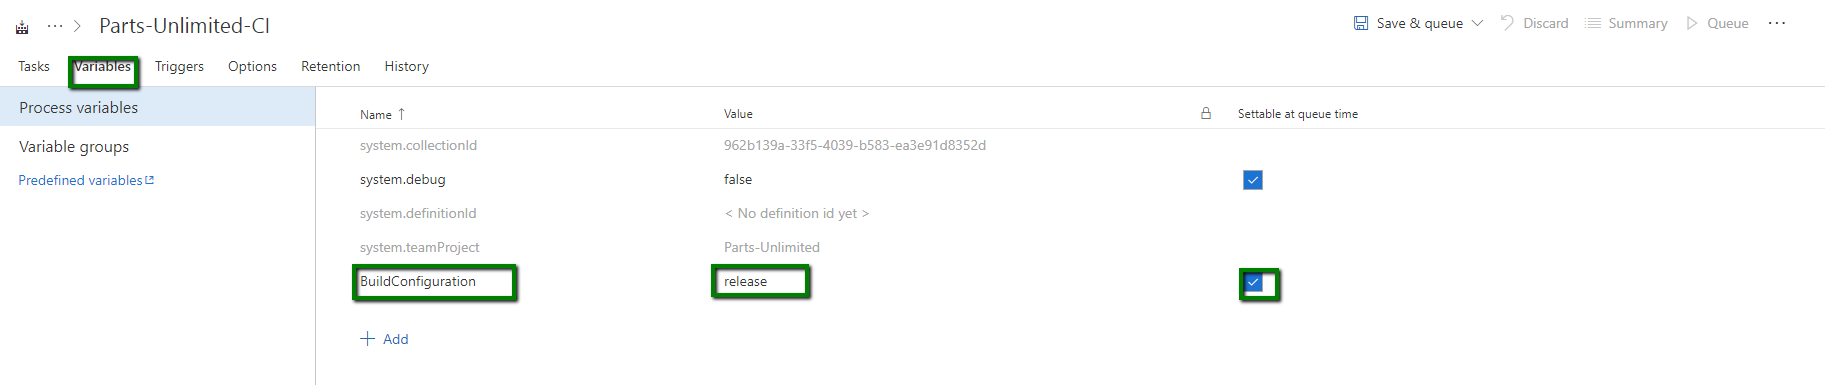 ··· Parts-Unlimited-CI
Save & queue Discard Summary Queue ···
Tasks Variables Triggers Options Retention History
Process variables
Variable groups
Predefined variables
Name ↑ Value Settable at queue time
system.collectionId 962b139a-33f5-4039-b583-ea3e91d8352d
system.debug false
system.definitionId < No definition id yet >
system.teamProject Parts-Unlimited
BuildConfiguration release
+ Add